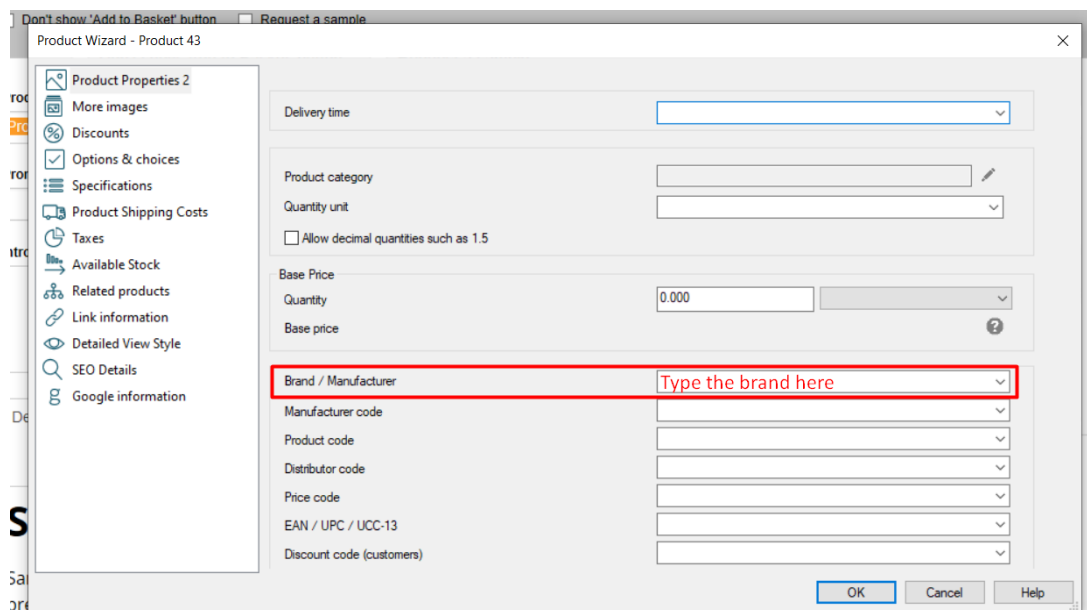 Don't show 'Add to Basket' button Request a sample
Product Wizard - Product 43
Product Properties 2
More images
Discounts
Options & choices
Specifications
Product Shipping Costs
Taxes
Available Stock
Related products
Link information
Detailed View Style
SEO Details
Google information
Delivery time
Product category
Quantity unit
Allow decimal quantities such as 1.5
Base Price
Quantity 0.000
Base price
Brand / Manufacturer Type the brand here
Manufacturer code
Product code
Distributor code
Price code
EAN / UPC / UCC-13
Discount code (customers)
OK Cancel Help